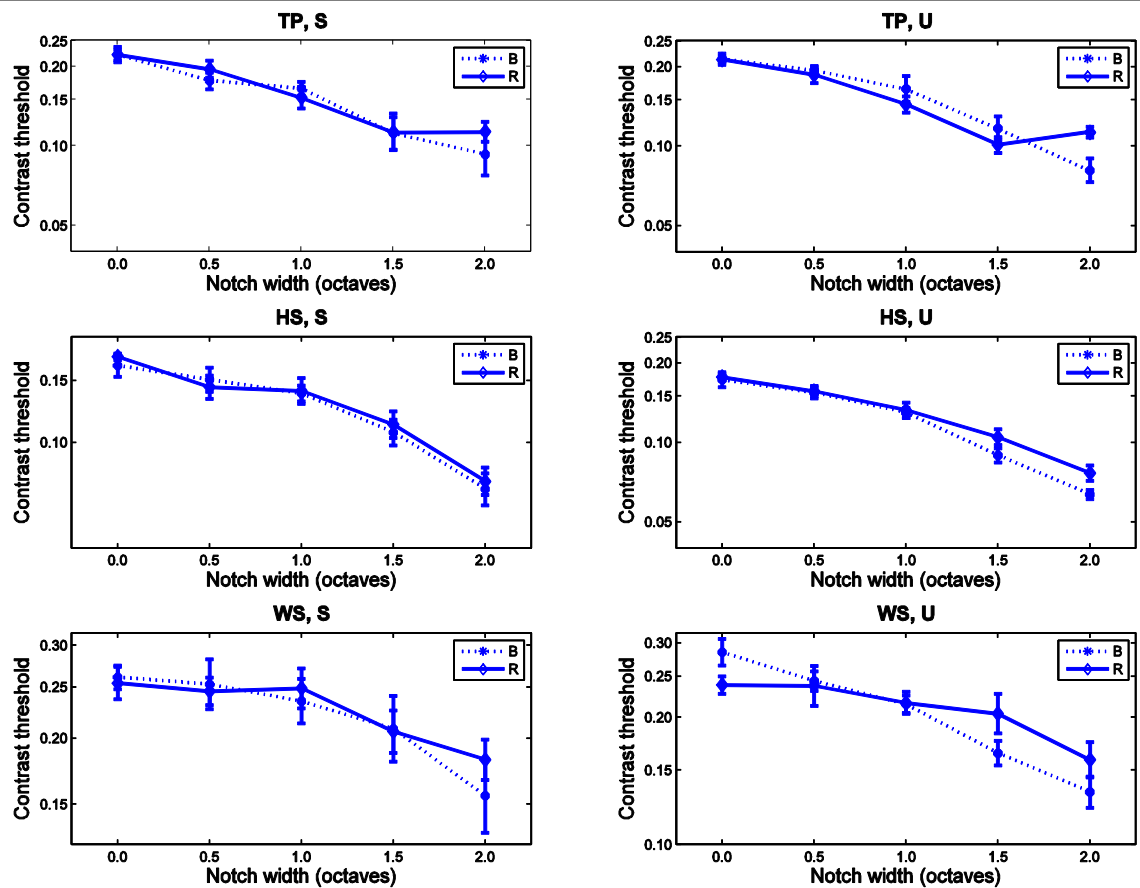 TP, S
0.25
0.20
0.15
0.10
0.05
Contrast threshold
B
R
0.0 0.5 1.0 1.5 2.0
Notch width (octaves)
TP, U
0.25
0.20
0.15
0.10
0.05
Contrast threshold
B
R
0.0 0.5 1.0 1.5 2.0
Notch width (octaves)
HS, S
0.15
0.10
Contrast threshold
B
R
0.0 0.5 1.0 1.5 2.0
Notch width (octaves)
HS, U
0.25
0.20
0.15
0.10
0.05
Contrast threshold
B
R
0.0 0.5 1.0 1.5 2.0
Notch width (octaves)
WS, S
0.30
0.25
0.20
0.15
Contrast threshold
B
R
0.0 0.5 1.0 1.5 2.0
Notch width (octaves)
WS, U
0.30
0.25
0.20
0.15
0.10
Contrast threshold
B
R
0.0 0.5 1.0 1.5 2.0
Notch width (octaves)